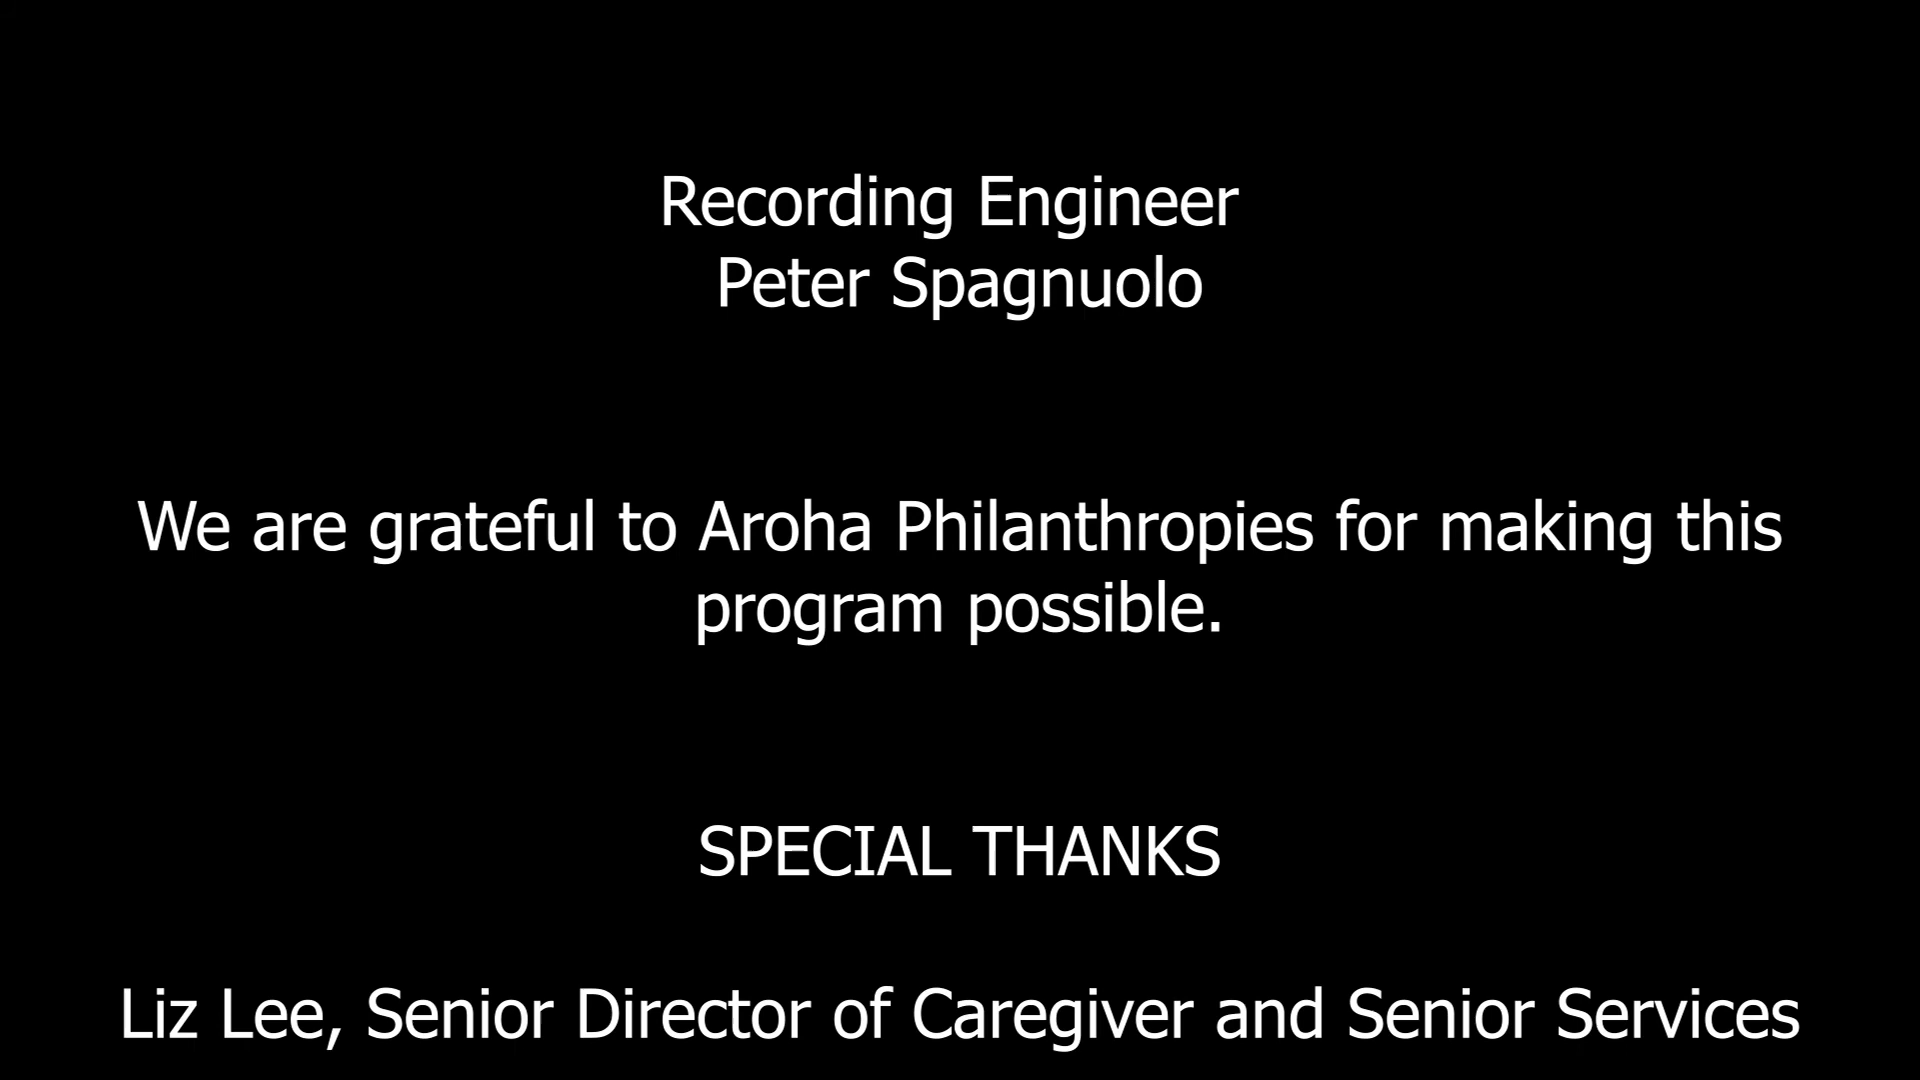 Recording Engineer
Peter Spagnuolo
We are grateful to Aroha Philanthropies for making this
program possible.
SPECIAL THANKS
Liz Lee, Senior Director of Caregiver and Senior Services